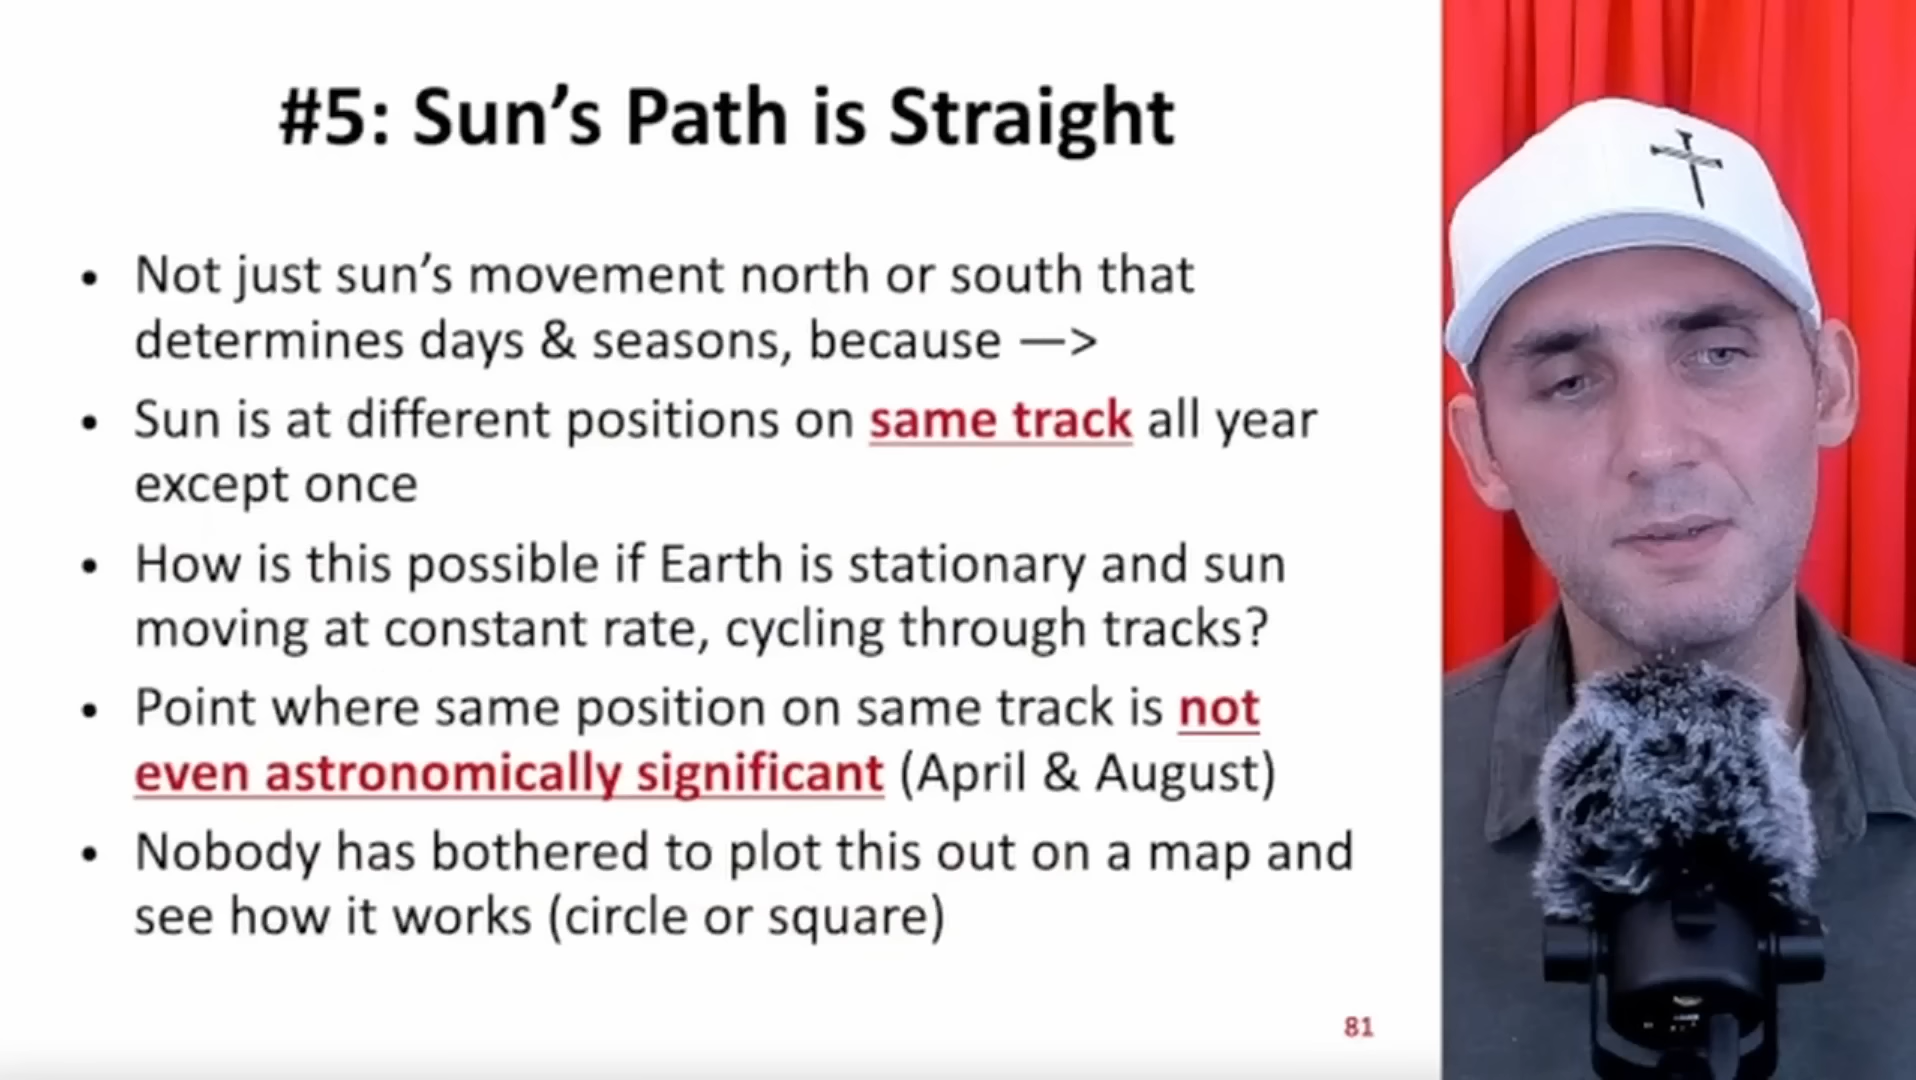 #5: Sun’s Path is Straight
• Not just sun’s movement north or south that
determines days & seasons, because —>
• Sun is at different positions on same track all year
except once
• How is this possible if Earth is stationary and sun
moving at constant rate, cycling through tracks?
• Point where same position on same track is not
even astronomically significant (April & August)
• Nobody has bothered to plot this out on a map and
see how it works (circle or square)
81